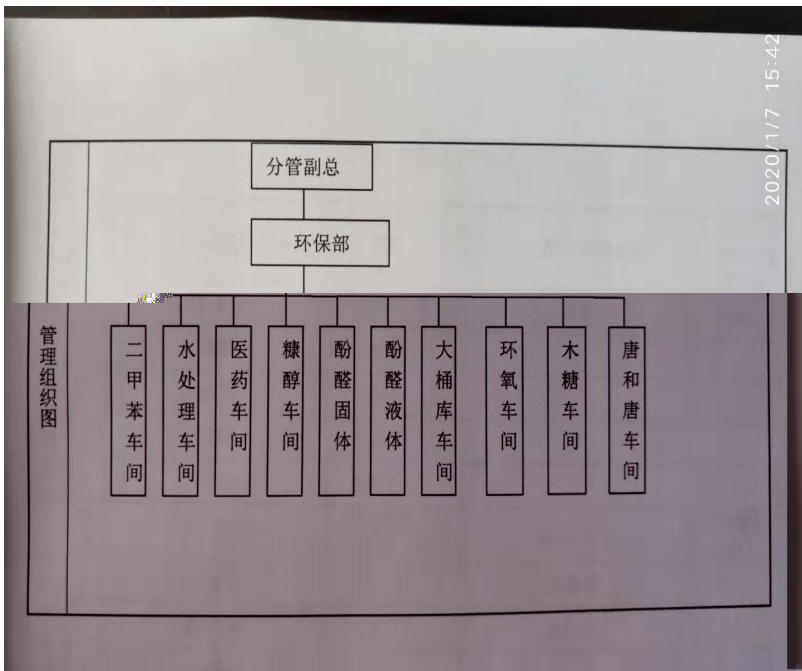 2020/1/7 15:42
分管副总
环保部
管理组织图
二甲苯车间
水处理车间
医药车间
糠醇车间
酚醛固体
酚醛液体
大桶库车间
环氧车间
木糖车间
唐和唐车间